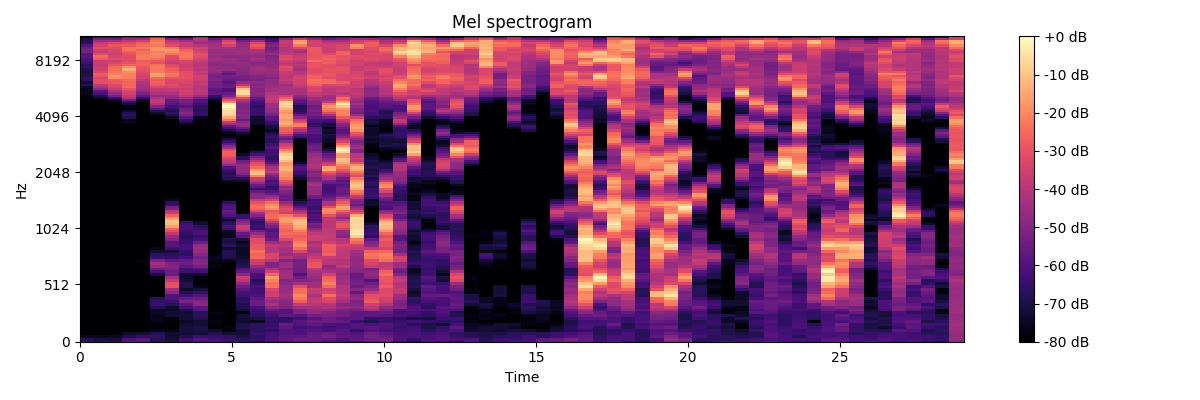 Mel spectrogram
Hz
8192
4096
2048
1024
512
0
0 5 10 15 20 25
Time
+0 dB
-10 dB
-20 dB
-30 dB
-40 dB
-50 dB
-60 dB
-70 dB
-80 dB